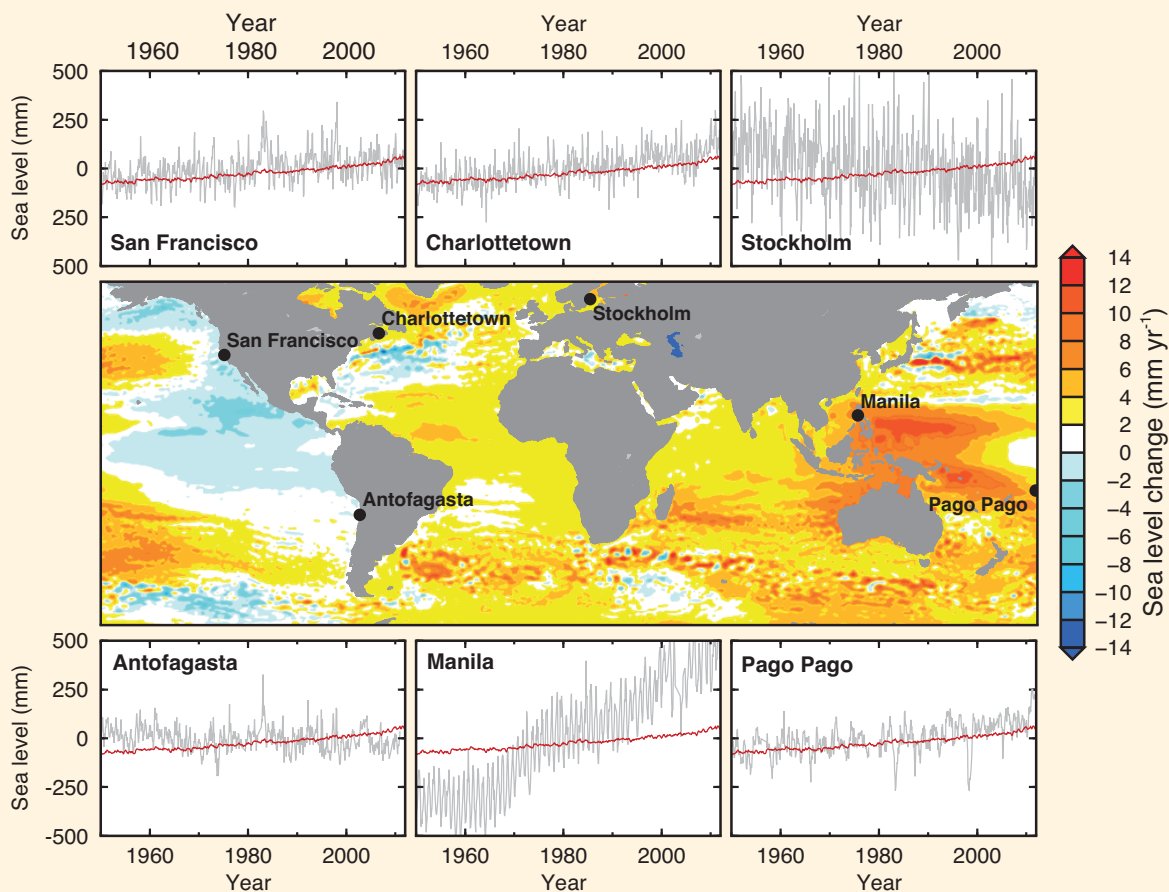 Year Year Year
1960 1980 2000 1960 1980 2000 1960 1980 2000
Sea level (mm)
500
250
0
250
500
San Francisco
Charlottetown
Stockholm
San Francisco
Charlottetown
Stockholm
Manila
Antofagasta
Pago Pago
14
12
10
8
6
4
2
0
−2
−4
−6
−8
−10
−12
−14
Sea level change (mm yr-1)
Sea level (mm)
500
250
0
-250
-500
Antofagasta
Manila
Pago Pago
1960 1980 2000 1960 1980 2000 1960 1980 2000
Year Year Year